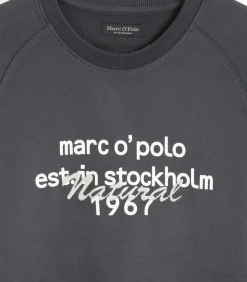 Marc O'Polo
marc o'polo
est.in stockholm
Natural
1967